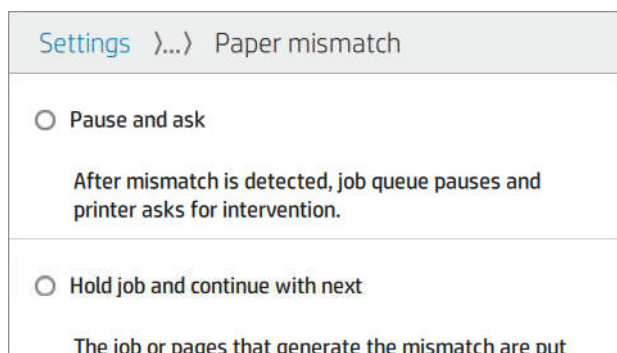 Settings ⟩...⟩ Paper mismatch
Pause and ask
After mismatch is detected, job queue pauses and
printer asks for intervention.
Hold job and continue with next
The job or pages that generate the mismatch are put